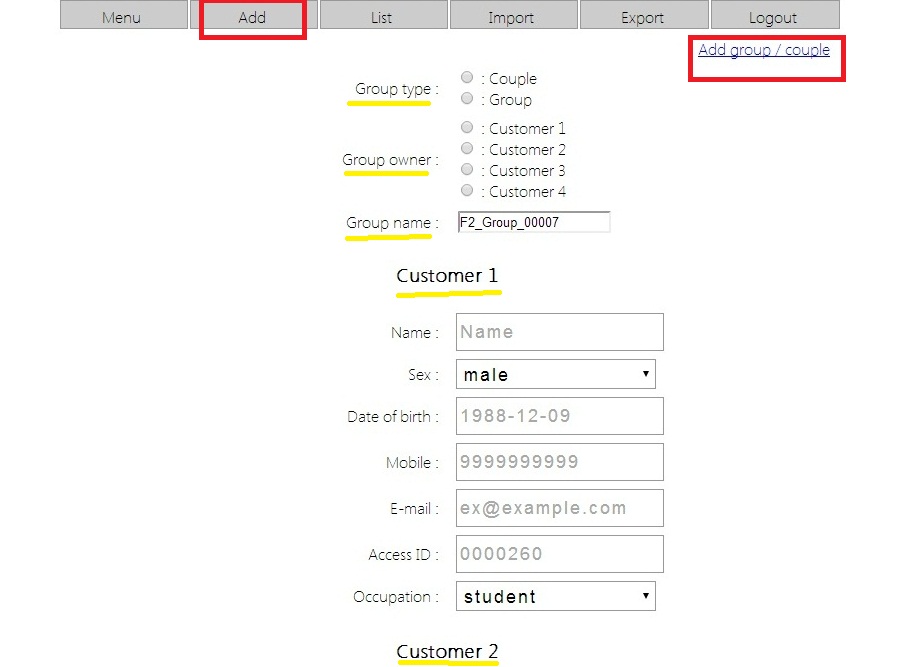 Menu Add List Import Export Logout
Add group / couple
Group type : : Couple
: Group
Group owner : : Customer 1
: Customer 2
: Customer 3
: Customer 4
Group name : F2_Group_00007
Customer 1
Name : Name
Sex : male
Date of birth : 1988-12-09
Mobile : 9999999999
E-mail : ex@example.com
Access ID : 0000260
Occupation : student
Customer 2